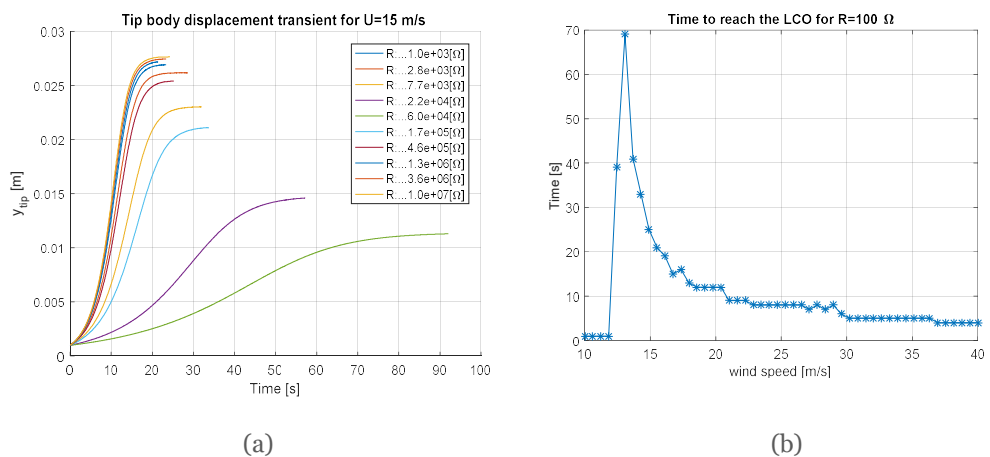 Tip body displacement transient for U=15 m/s
y_tip [m]
0.03
0.025
0.02
0.015
0.01
0.005
0
0 10 20 30 40 50 60 70 80 90 100
Time [s]
R:...1.0e+03[Ω]
R:...2.8e+03[Ω]
R:...7.7e+03[Ω]
R:...2.2e+04[Ω]
R:...6.0e+04[Ω]
R:...1.7e+05[Ω]
R:...4.6e+05[Ω]
R:...1.3e+06[Ω]
R:...3.6e+06[Ω]
R:...1.0e+07[Ω]
(a)
Time to reach the LCO for R=100 Ω
Time [s]
70
60
50
40
30
20
10
0
10 15 20 25 30 35 40
wind speed [m/s]
(b)